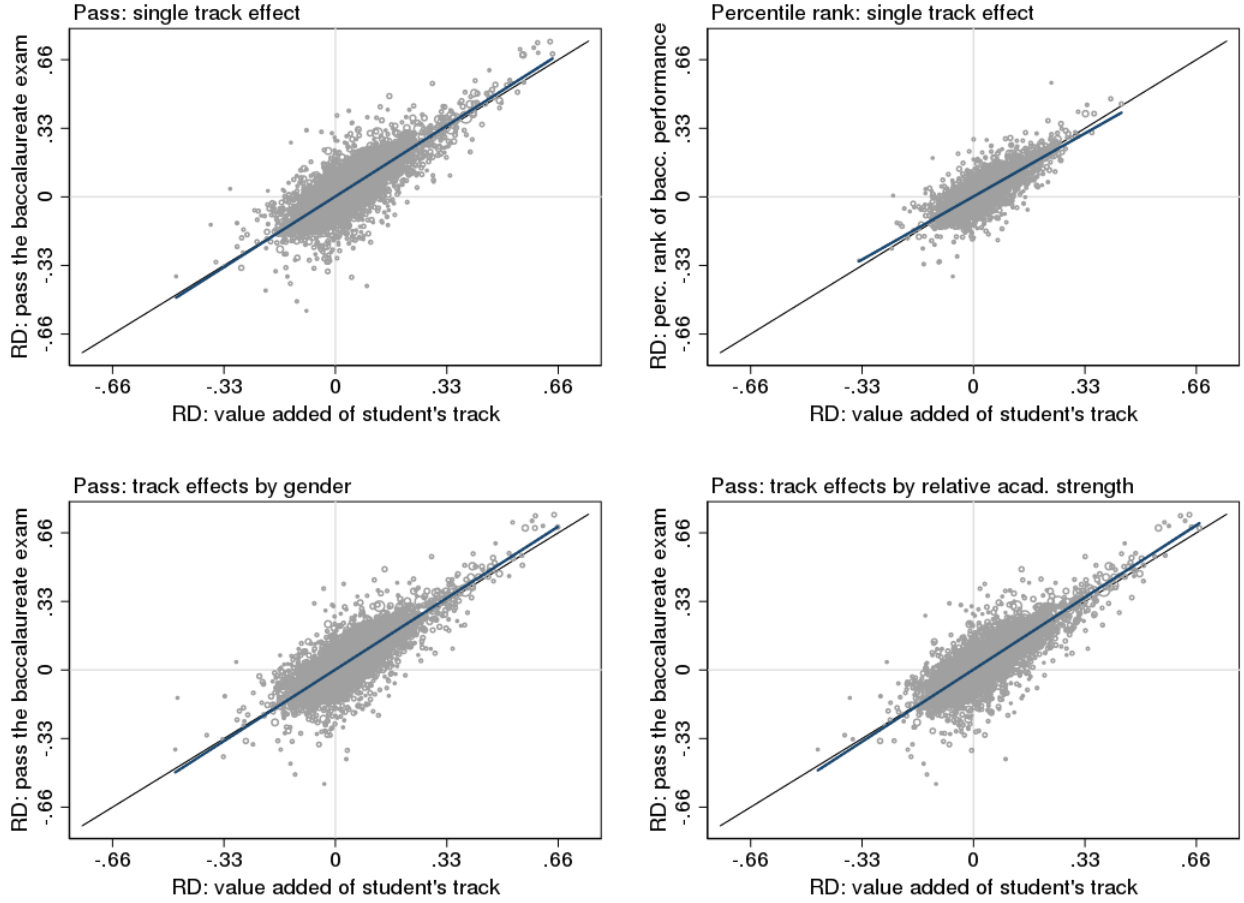 Pass: single track effect
RD: pass the baccalaureate exam
.66
.33
0
-.33
-.66
-.66 -.33 0 .33 .66
RD: value added of student's track
Percentile rank: single track effect
RD: perc. rank of bacc. performance
.66
.33
0
-.33
-.66
-.66 -.33 0 .33 .66
RD: value added of student's track
Pass: track effects by gender
RD: pass the baccalaureate exam
.66
.33
0
-.33
-.66
-.66 -.33 0 .33 .66
RD: value added of student's track
Pass: track effects by relative acad. strength
RD: pass the baccalaureate exam
.66
.33
0
-.33
-.66
-.66 -.33 0 .33 .66
RD: value added of student's track